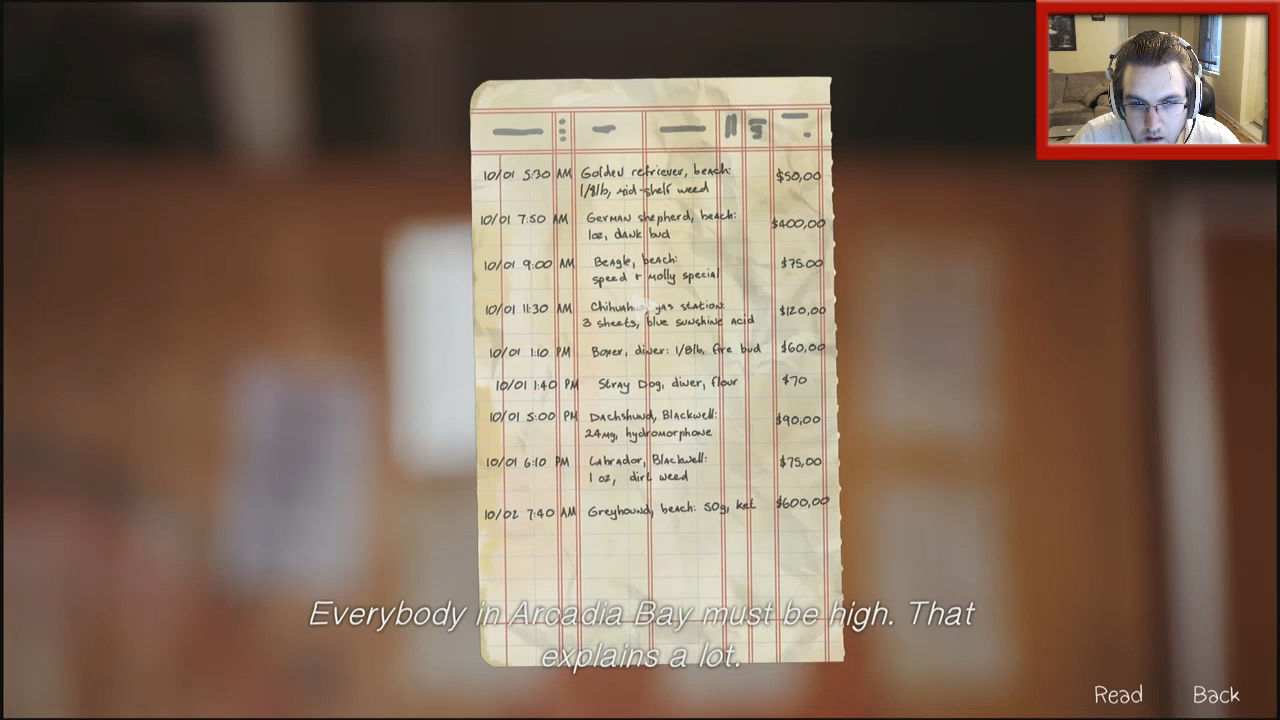 10/01 5:30 AM Golden retriever, beach: $50,00
1/8lb, mid-shelf weed
10/01 7:50 AM German shepherd, beach: $400,00
1oz, dank bud
10/01 9:00 AM Beagle, beach: $75.00
speed + molly special
10/01 11:30 AM Chihuahua, gas station: $120,00
3 sheets, blue sunshine acid
10/01 1:10 PM Boxer, diner: 1/8lb, fire bud $60,00
10/01 1:40 PM Stray Dog, diner, flour $70
10/01 5:00 PM Dachshund, Blackwell: $90,00
24mg, hydromorphone
10/01 6:10 PM Labrador, Blackwell: $75,00
1 oz, dirt weed
10/02 7:40 AM Greyhound, beach: 50g, ket $600,00
Everybody in Arcadia Bay must be high. That
explains a lot.
Read Back